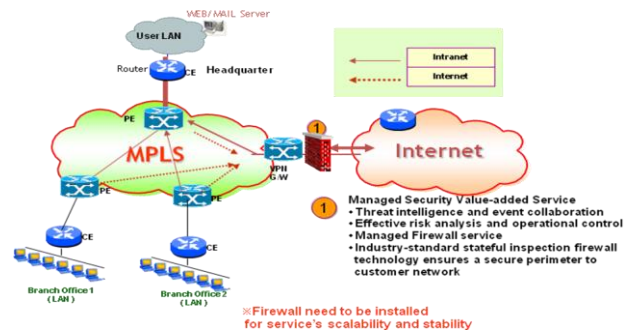 WEB/MAIL Server
User LAN
Router
CE
Headquarter
Intranet
Internet
PE
MPLS
VPN
G/W
1
Internet
PE
PE
CE
CE
Branch Office 1
(LAN)
Branch Office 2
(LAN)
1
Managed Security Value-added Service
•Threat intelligence and event collaboration
•Effective risk analysis and operational control
•Managed Firewall service
•Industry-standard stateful inspection firewall
technology ensures a secure perimeter to
customer network
※Firewall need to be installed
for service's scalability and stability